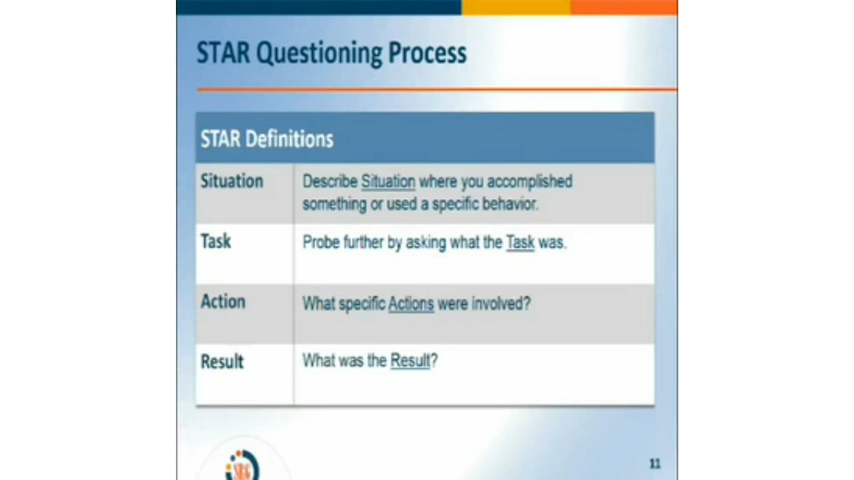 STAR Questioning Process
STAR Definitions
Situation
Describe Situation where you accomplished
something or used a specific behavior.
Task
Probe further by asking what the Task was.
Action
What specific Actions were involved?
Result
What was the Result?
SRG
11